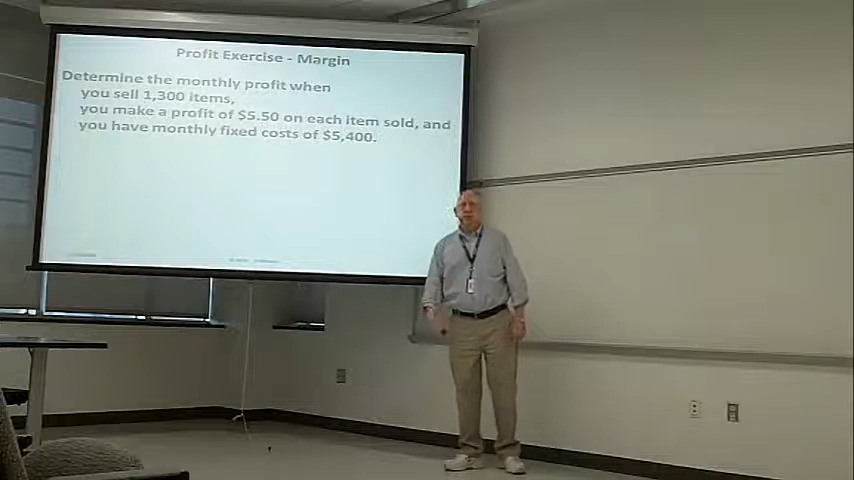 Profit Exercise - Margin
Determine the monthly profit when
you sell 1,300 items,
you make a profit of $5.50 on each item sold, and
you have monthly fixed costs of $5,400.